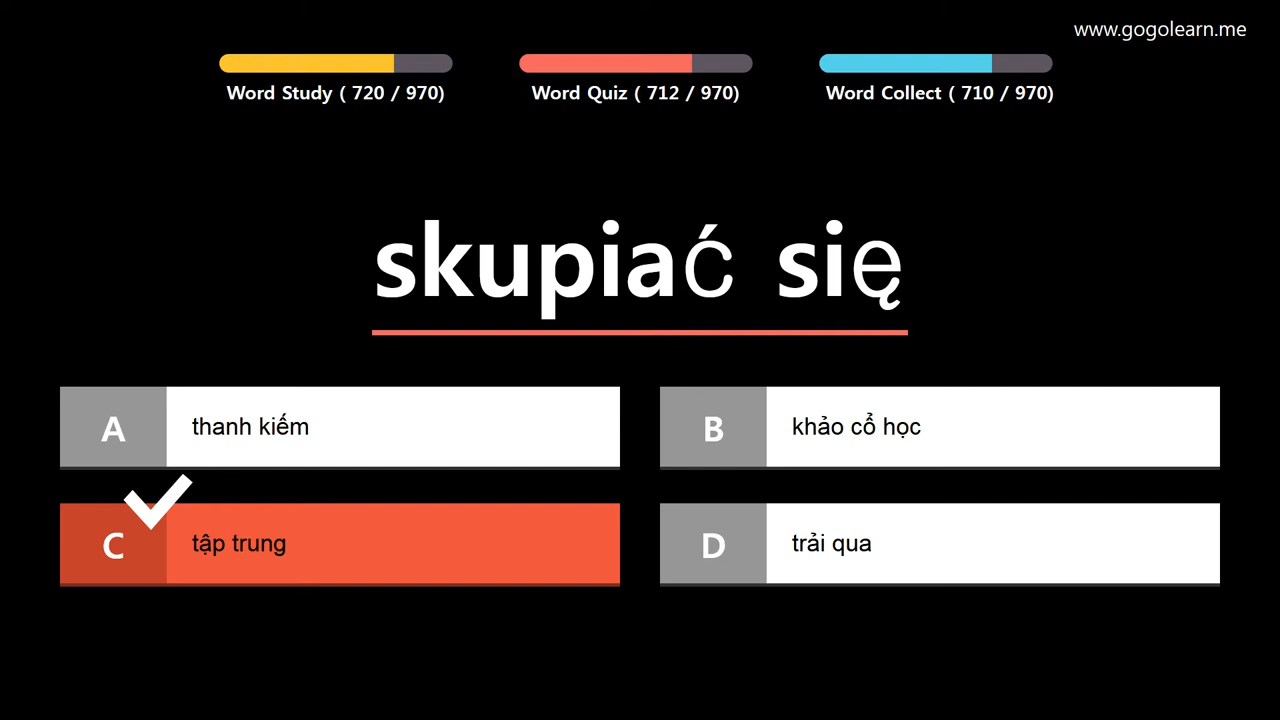 www.gogolearn.me
Word Study ( 720 / 970)
Word Quiz ( 712 / 970)
Word Collect ( 710 / 970)
skupiać się
A
thanh kiếm
B
khảo cổ học
C
tập trung
D
trải qua